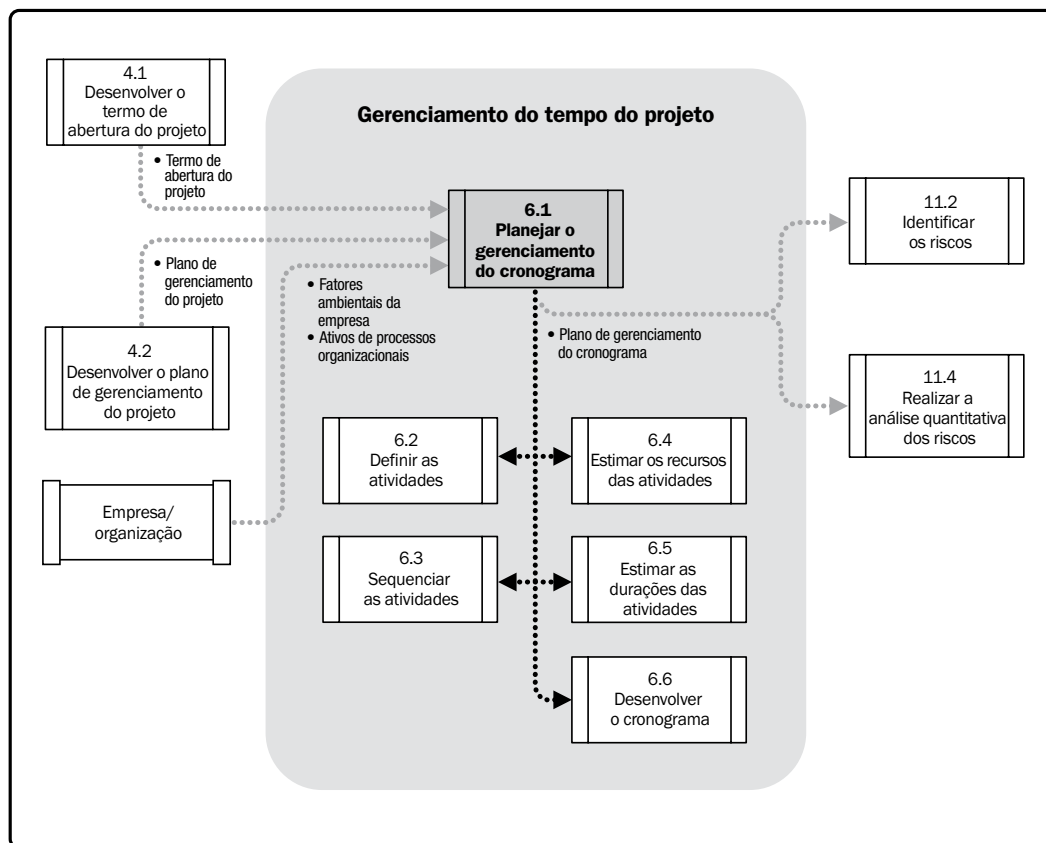 4.1
Desenvolver o
termo de
abertura do projeto
• Termo de
abertura do
projeto
Gerenciamento do tempo do projeto
6.1
Planejar o
gerenciamento
do cronograma
11.2
Identificar
os riscos
• Plano de
gerenciamento
do projeto
• Fatores
ambientais da
empresa
• Ativos de processos
organizacionais
• Plano de gerenciamento
do cronograma
4.2
Desenvolver o plano
de gerenciamento
do projeto
11.4
Realizar a
análise quantitativa
dos riscos
6.2
Definir as
atividades
6.4
Estimar os recursos
das atividades
Empresa/
organização
6.3
Sequenciar
as atividades
6.5
Estimar as
durações das
atividades
6.6
Desenvolver
o cronograma